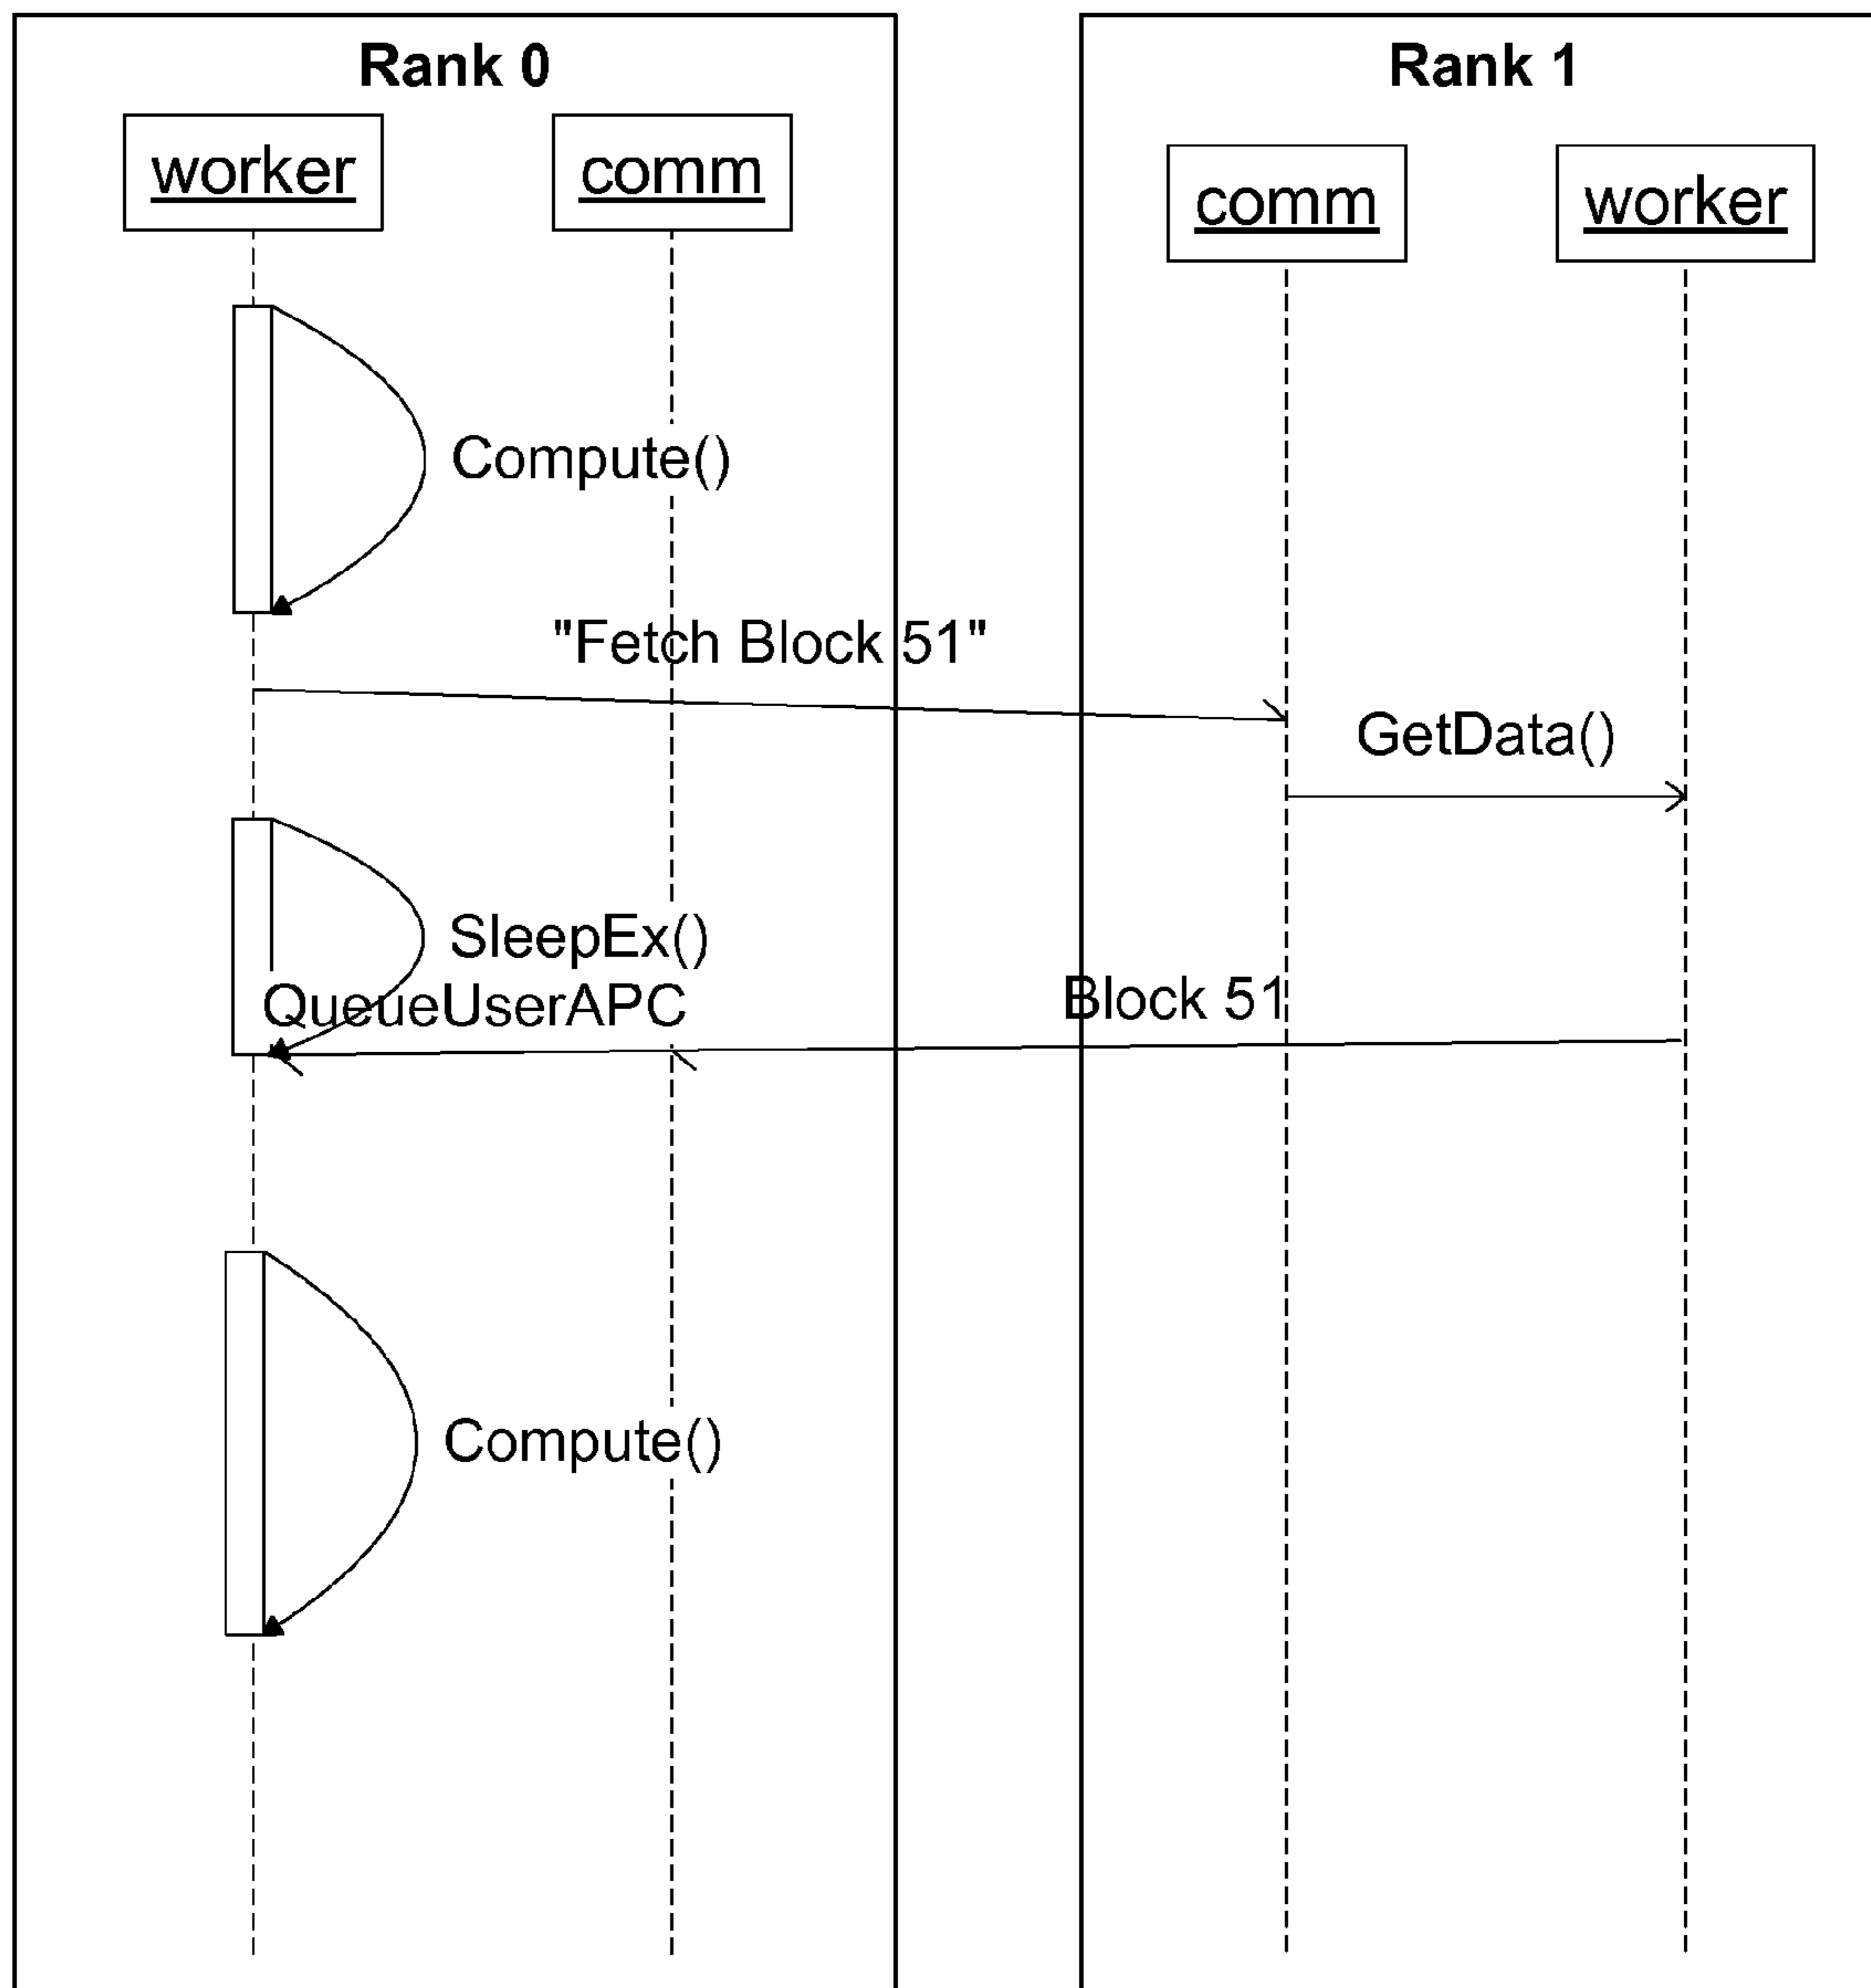 Rank 0
Rank 1
worker
comm
comm
worker
Compute()
"Fetch Block 51"
GetData()
SleepEx()
QueueUserAPC
Block 51
Compute()